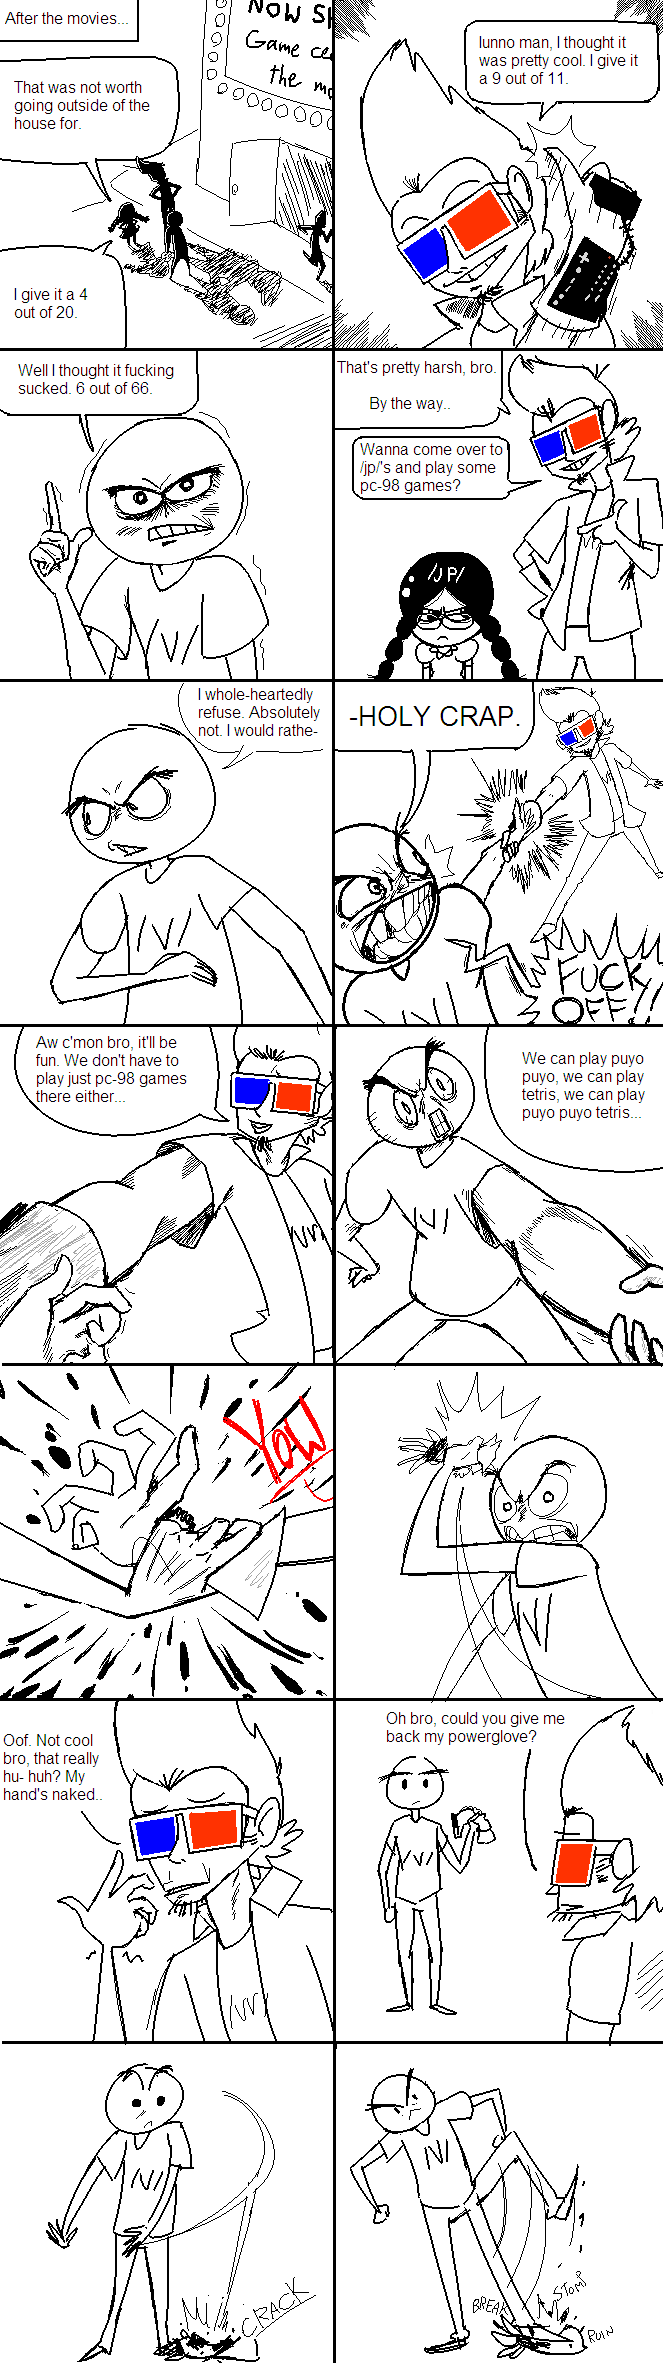 After the movies...
NOW S
Game ce
the mo
That was not worth
going outside of the
house for.
I give it a 4
out of 20.
Iunno man, I thought it
was pretty cool. I give it
a 9 out of 11.
Well I thought it fucking
sucked. 6 out of 66.
/V/
That's pretty harsh, bro.
By the way..
Wanna come over to
/jp/'s and play some
pc-98 games?
/JP/
I whole-heartedly
refuse. Absolutely
not. I would rathe-
/V/
-HOLY CRAP.
FUCK
OFF!!
Aw c'mon bro, it'll be
fun. We don't have to
play just pc-98 games
there either...
We can play puyo
puyo, we can play
tetris, we can play
puyo puyo tetris...
/V/
YOW
/V/
Oof. Not cool
bro, that really
hu- huh? My
hand's naked..
Oh bro, could you give me
back my powerglove?
/V/
/V/
CRACK
/V/
BREAK
STOMP
RUIN